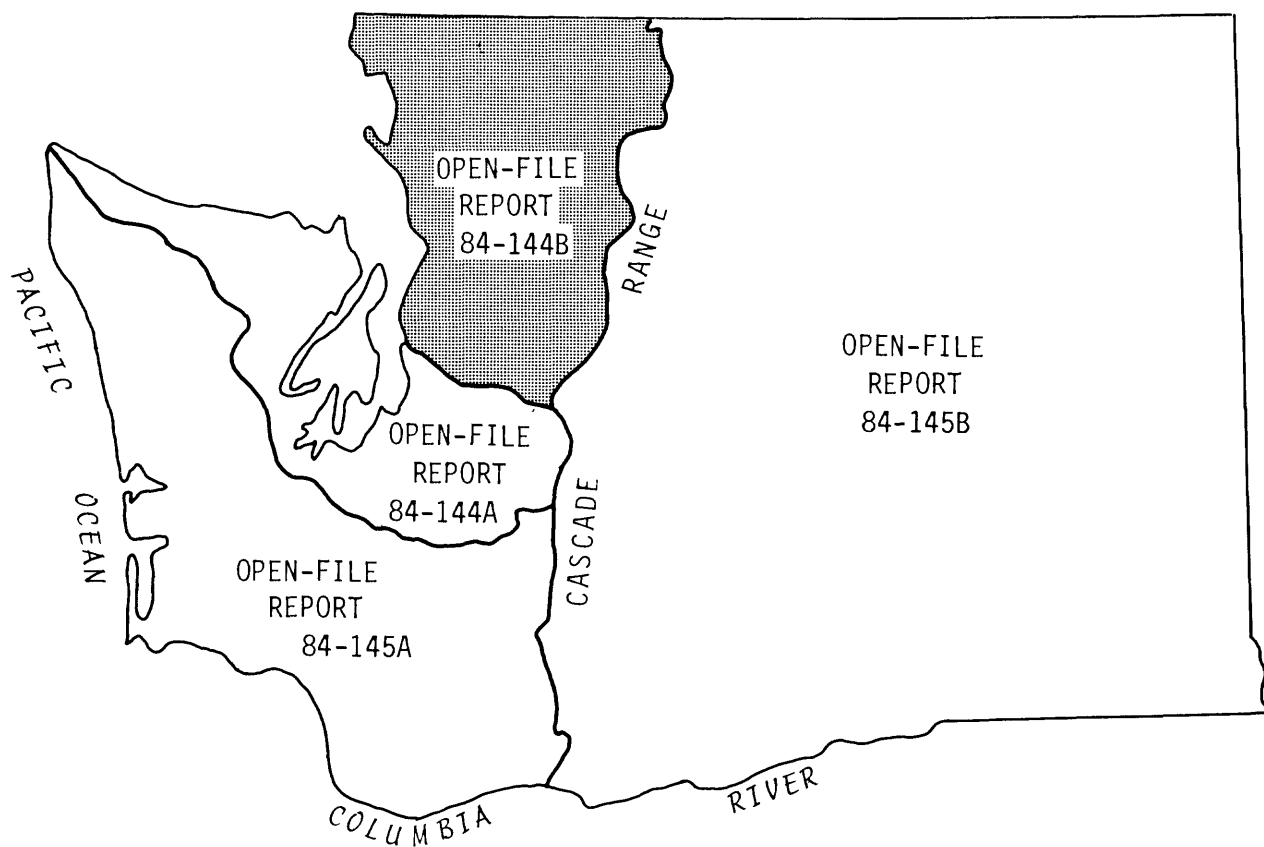 OPEN-FILE
REPORT
84-144B
RANGE
PACIFIC
OCEAN
OPEN-FILE
REPORT
84-145B
OPEN-FILE
REPORT
84-144A
CASCADE
OPEN-FILE
REPORT
84-145A
COLUMBIA
RIVER